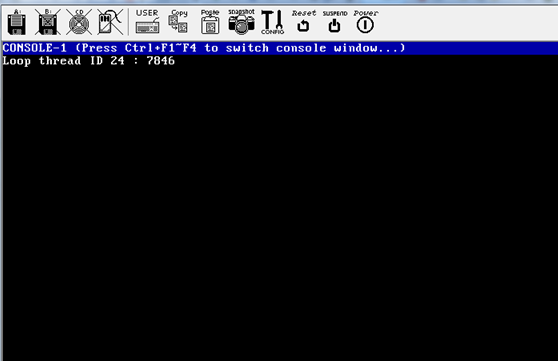 A: B: CD USER Copy Paste Snapshot CONFIG Reset SUSPEND Power
CONSOLE-1 (Press Ctrl+F1~F4 to switch console window...)
Loop thread ID 24 : 7846